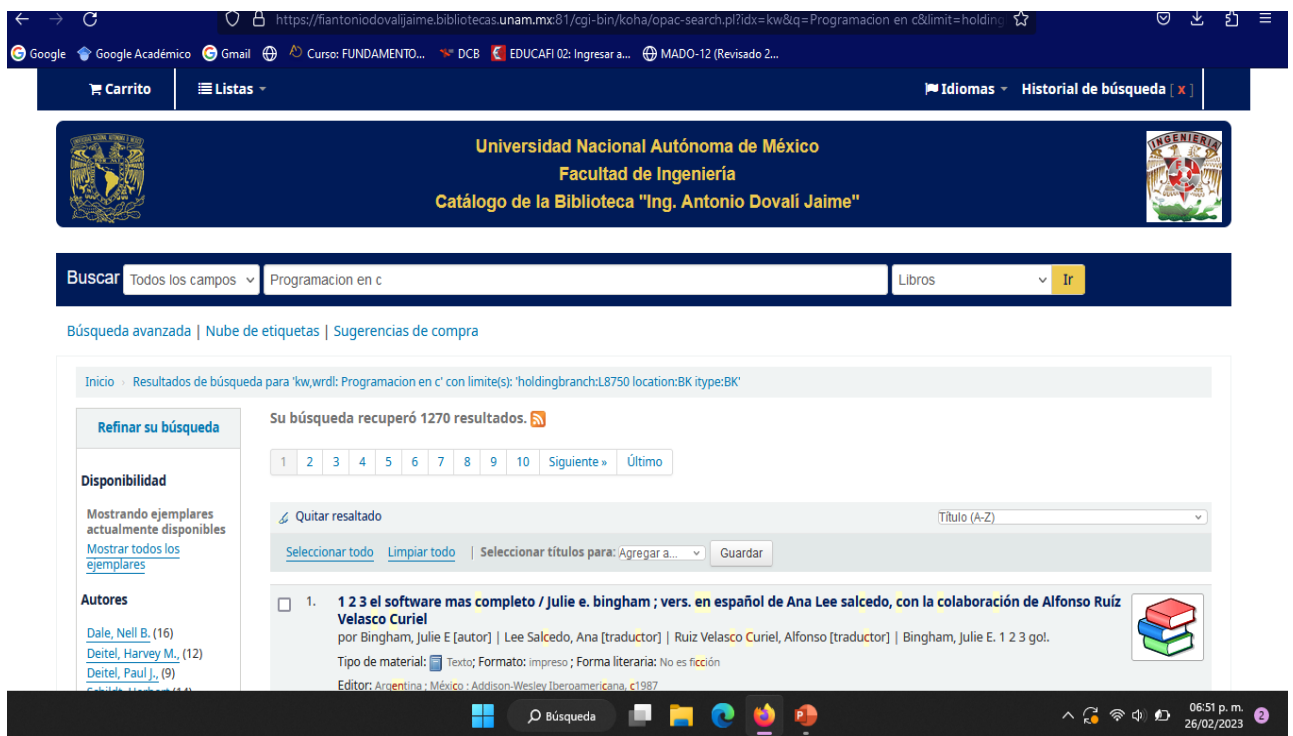 https://fiantoniodovalijaime.bibliotecas.unam.mx:81/cgi-bin/koha/opac-search.pl?idx=kw&q=Programacion en c&limit=holding
Google Google Académico Gmail Curso: FUNDAMENTO... DCB EDUCAFI 02: Ingresar a... MADO-12 (Revisado 2...
Carrito Listas Idiomas Historial de búsqueda [ x ]
Universidad Nacional Autónoma de México
Facultad de Ingeniería
Catálogo de la Biblioteca "Ing. Antonio Dovalí Jaime"
INGENIERIA
Buscar Todos los campos Programacion en c Libros Ir
Búsqueda avanzada | Nube de etiquetas | Sugerencias de compra
Inicio › Resultados de búsqueda para 'kw,wrdl: Programacion en c' con limite(s): 'holdingbranch:L8750 location:BK itype:BK'
Refinar su búsqueda
Disponibilidad
Mostrando ejemplares
actualmente disponibles
Mostrar todos los
ejemplares
Autores
Dale, Nell B. (16)
Deitel, Harvey M., (12)
Deitel, Paul J., (9)
Schildt, Herbert (14)
Su búsqueda recuperó 1270 resultados.
1 2 3 4 5 6 7 8 9 10 Siguiente » Último
Quitar resaltado Título (A-Z)
Seleccionar todo Limpiar todo | Seleccionar títulos para: Agregar a... Guardar
1. 1 2 3 el software mas completo / Julie e. bingham ; vers. en español de Ana Lee salcedo, con la colaboración de Alfonso Ruíz
Velasco Curiel
por Bingham, Julie E [autor] | Lee Salcedo, Ana [traductor] | Ruiz Velasco Curiel, Alfonso [traductor] | Bingham, Julie E. 1 2 3 go!.
Tipo de material: Texto; Formato: impreso ; Forma literaria: No es ficción
Editor: Argentina ; México : Addison-Wesley Iberoamericana, c1987
Búsqueda
06:51 p. m.
26/02/2023
2